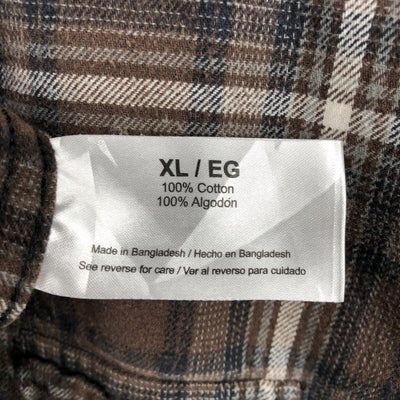 XL / EG
100% Cotton
100% Algodón
Made in Bangladesh / Hecho en Bangladesh
See reverse for care / Ver al reverso para cuidado